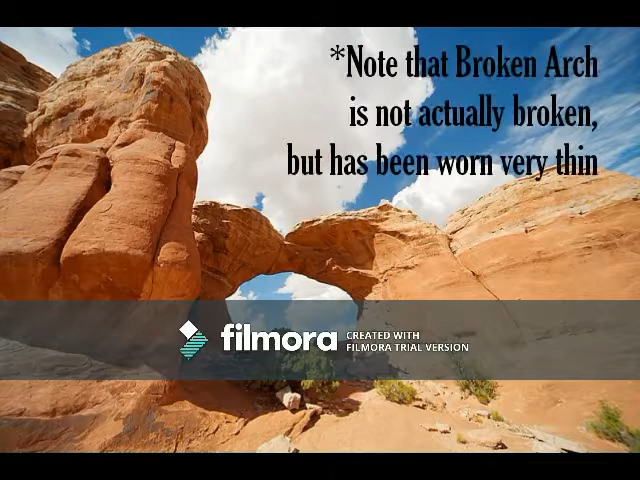 *Note that Broken Arch
is not actually broken,
but has been worn very thin
filmora
CREATED WITH
FILMORA TRIAL VERSION